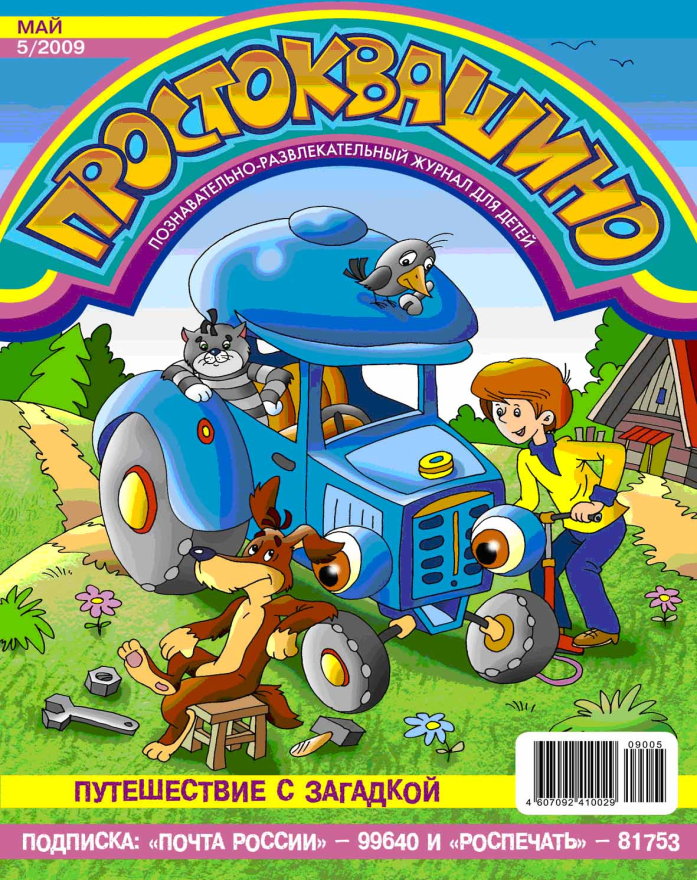 МАЙ
5/2009
ПРОСТОКВАШИНО
ПОЗНАВАТЕЛЬНО-РАЗВЛЕКАТЕЛЬНЫЙ ЖУРНАЛ ДЛЯ ДЕТЕЙ
09005
4 607092 410029
ПУТЕШЕСТВИЕ С ЗАГАДКОЙ
ПОДПИСКА: «ПОЧТА РОССИИ» – 99640 И «РОСПЕЧАТЬ» – 81753